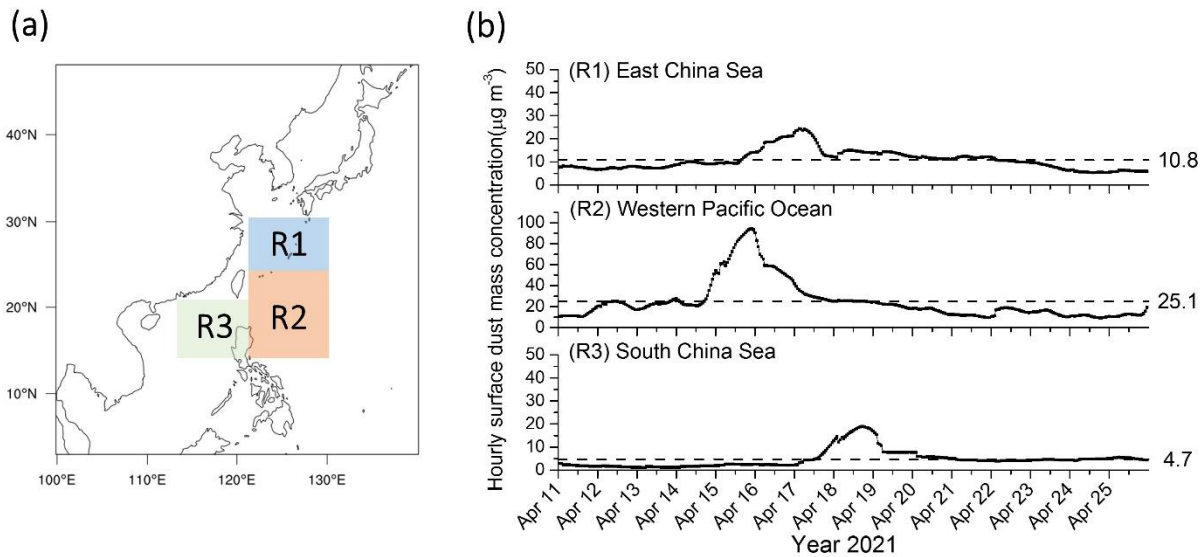 (a)
40°N
30°N
20°N
10°N
100°E 110°E 120°E 130°E
R1
R2
R3
(b)
Hourly surface dust mass concentration(μg m⁻³)
(R1) East China Sea
50
40
30
20
10
0
10.8
(R2) Western Pacific Ocean
100
80
60
40
20
0
25.1
(R3) South China Sea
50
40
30
20
10
0
4.7
Apr 11 Apr 12 Apr 13 Apr 14 Apr 15 Apr 16 Apr 17 Apr 18 Apr 19 Apr 20 Apr 21 Apr 22 Apr 23 Apr 24 Apr 25
Year 2021